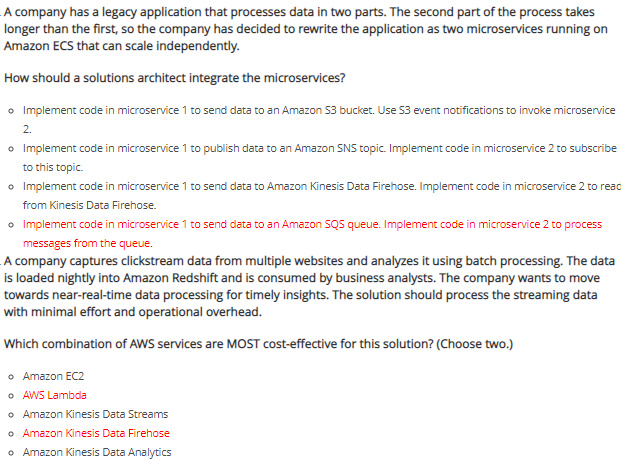 A company has a legacy application that processes data in two parts. The second part of the process takes
longer than the first, so the company has decided to rewrite the application as two microservices running on
Amazon ECS that can scale independently.
How should a solutions architect integrate the microservices?
Implement code in microservice 1 to send data to an Amazon S3 bucket. Use S3 event notifications to invoke microservice
2.
Implement code in microservice 1 to publish data to an Amazon SNS topic. Implement code in microservice 2 to subscribe
to this topic.
Implement code in microservice 1 to send data to Amazon Kinesis Data Firehose. Implement code in microservice 2 to read
from Kinesis Data Firehose.
Implement code in microservice 1 to send data to an Amazon SQS queue. Implement code in microservice 2 to process
messages from the queue.
A company captures clickstream data from multiple websites and analyzes it using batch processing. The data
is loaded nightly into Amazon Redshift and is consumed by business analysts. The company wants to move
towards near-real-time data processing for timely insights. The solution should process the streaming data
with minimal effort and operational overhead.
Which combination of AWS services are MOST cost-effective for this solution? (Choose two.)
Amazon EC2
AWS Lambda
Amazon Kinesis Data Streams
Amazon Kinesis Data Firehose
Amazon Kinesis Data Analytics